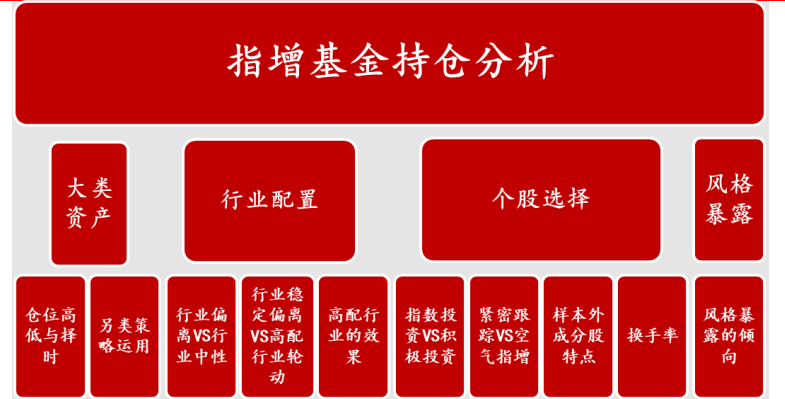 指增基金持仓分析
大类
资产
行业配置
个股选择
风格
暴露
仓位高
低与择
时
另类策
略运用
行业偏
离VS行
业中性
行业稳
定偏离
VS高配
行业轮
动
高配行
业的效
果
指数投
资VS积
极投资
紧密跟
踪VS空
气指增
样本外
成分股
特点
换手率
风格暴
露的倾
向